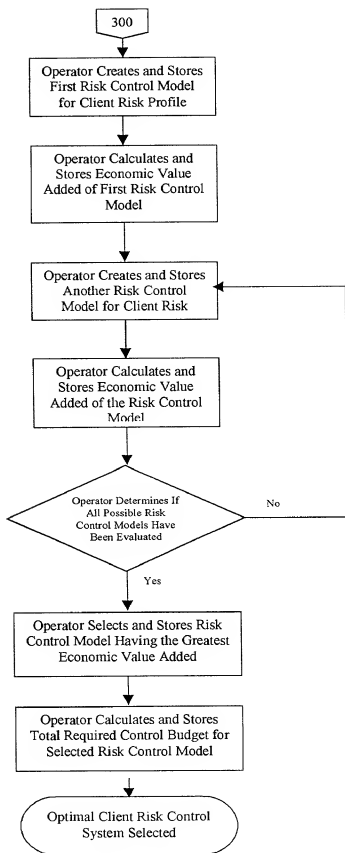 300
Operator Creates and Stores
First Risk Control Model
for Client Risk Profile
Operator Calculates and
Stores Economic Value
Added of First Risk Control
Model
Operator Creates and Stores
Another Risk Control
Model for Client Risk
Operator Calculates and
Stores Economic Value
Added of the Risk Control
Model
Operator Determines If
All Possible Risk
Control Models Have
Been Evaluated
No
Yes
Operator Selects and Stores Risk
Control Model Having the Greatest
Economic Value Added
Operator Calculates and Stores
Total Required Control Budget for
Selected Risk Control Model
Optimal Client Risk Control
System Selected